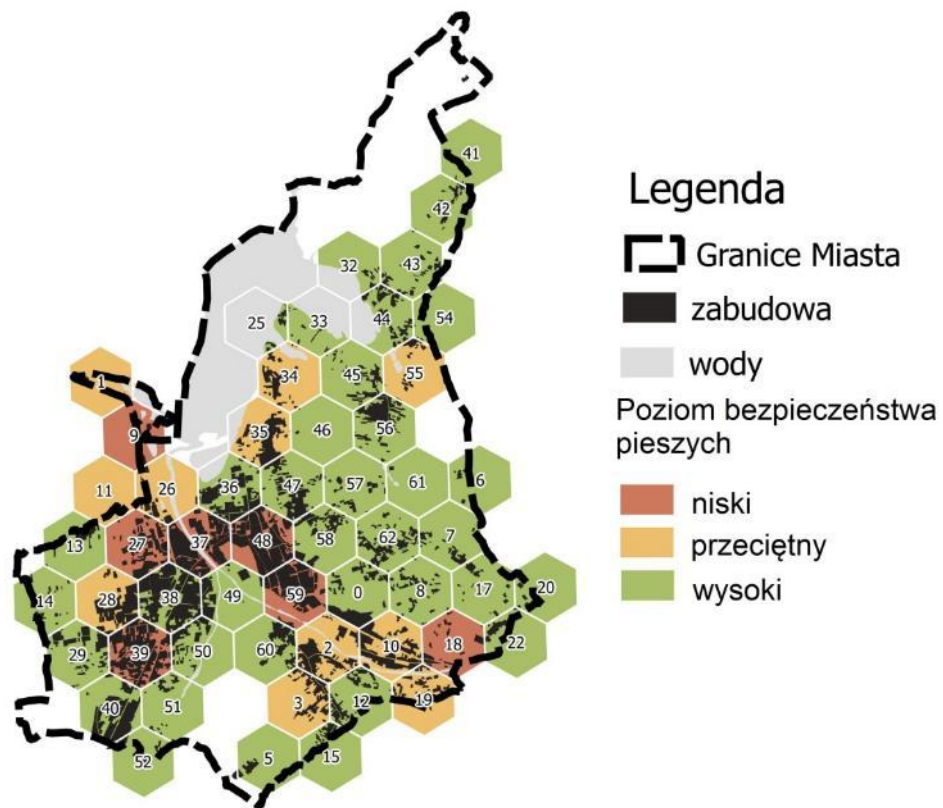 41
42
32 43
25 33 44 54
34 45 55
1
35 46 56
9
11 26 36 47 57 61 6
13 27 37 48 58 62 7
14 28 38 49 59 0 8 17 20
29 39 50 60 2 10 18 22
40 51 3 12 19
52 5 15
Legenda
Granice Miasta
zabudowa
wody
Poziom bezpieczeństwa
pieszych
niski
przeciętny
wysoki